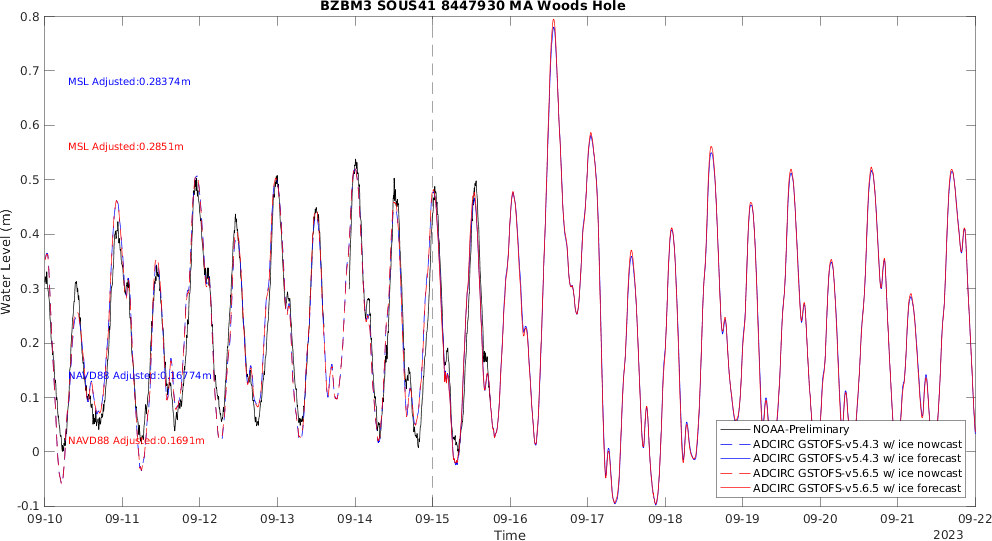 BZBM3 SOUS41 8447930 MA Woods Hole
0.8
0.7
0.6
0.5
0.4
0.3
0.2
0.1
0
-0.1
Water Level (m)
MSL Adjusted:0.28374m
MSL Adjusted:0.2851m
NAVD88 Adjusted:0.16774m
NAVD88 Adjusted:0.1691m
NOAA-Preliminary
ADCIRC GSTOFS-v5.4.3 w/ ice nowcast
ADCIRC GSTOFS-v5.4.3 w/ ice forecast
ADCIRC GSTOFS-v5.6.5 w/ ice nowcast
ADCIRC GSTOFS-v5.6.5 w/ ice forecast
09-10 09-11 09-12 09-13 09-14 09-15 09-16 09-17 09-18 09-19 09-20 09-21 09-22
Time
2023